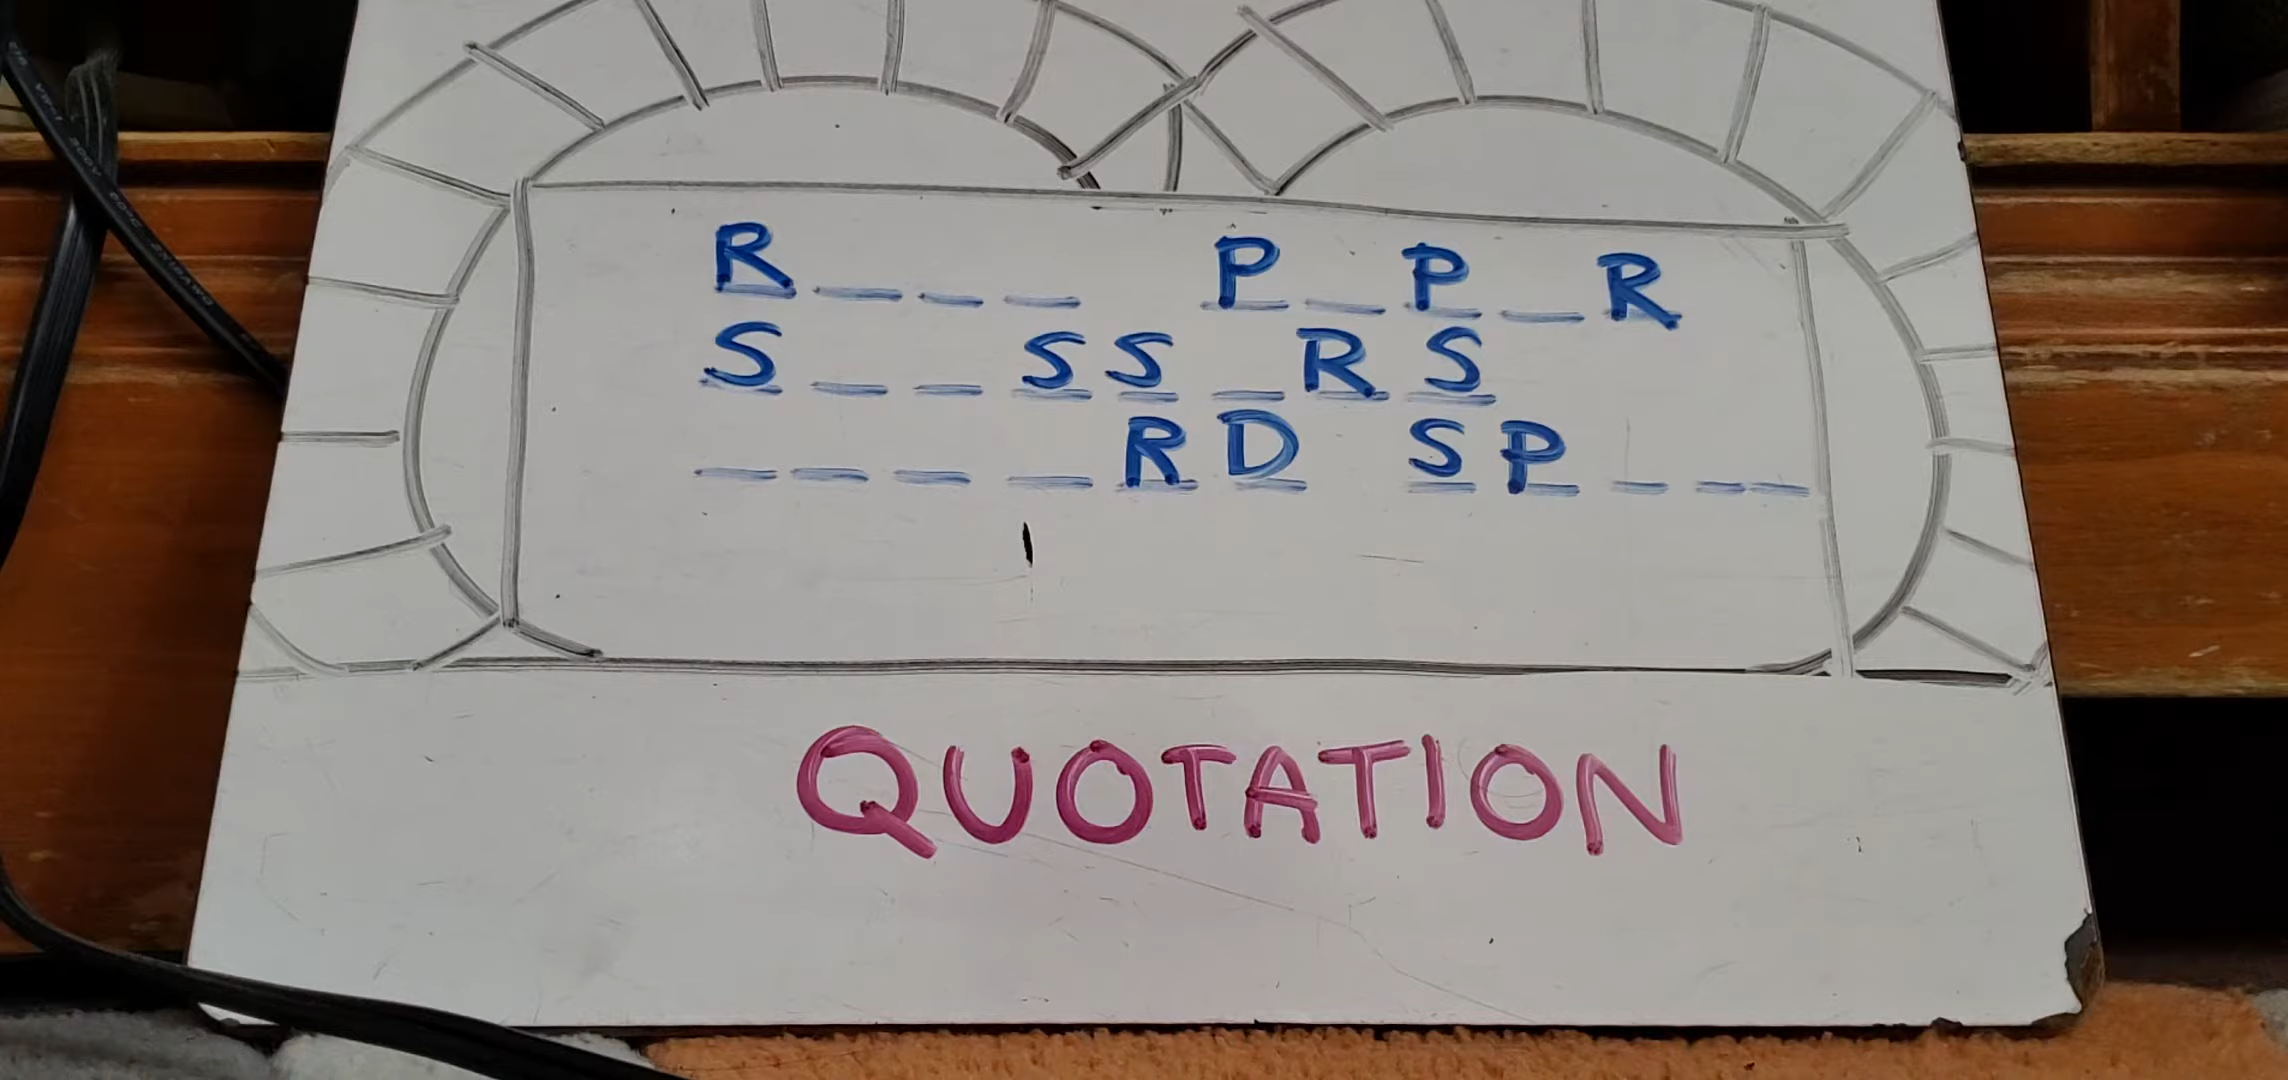 R _ _ _ P _ P _ R
S _ _ S S _ R S
_ _ _ _ R D S P _ _ _
QUOTATION